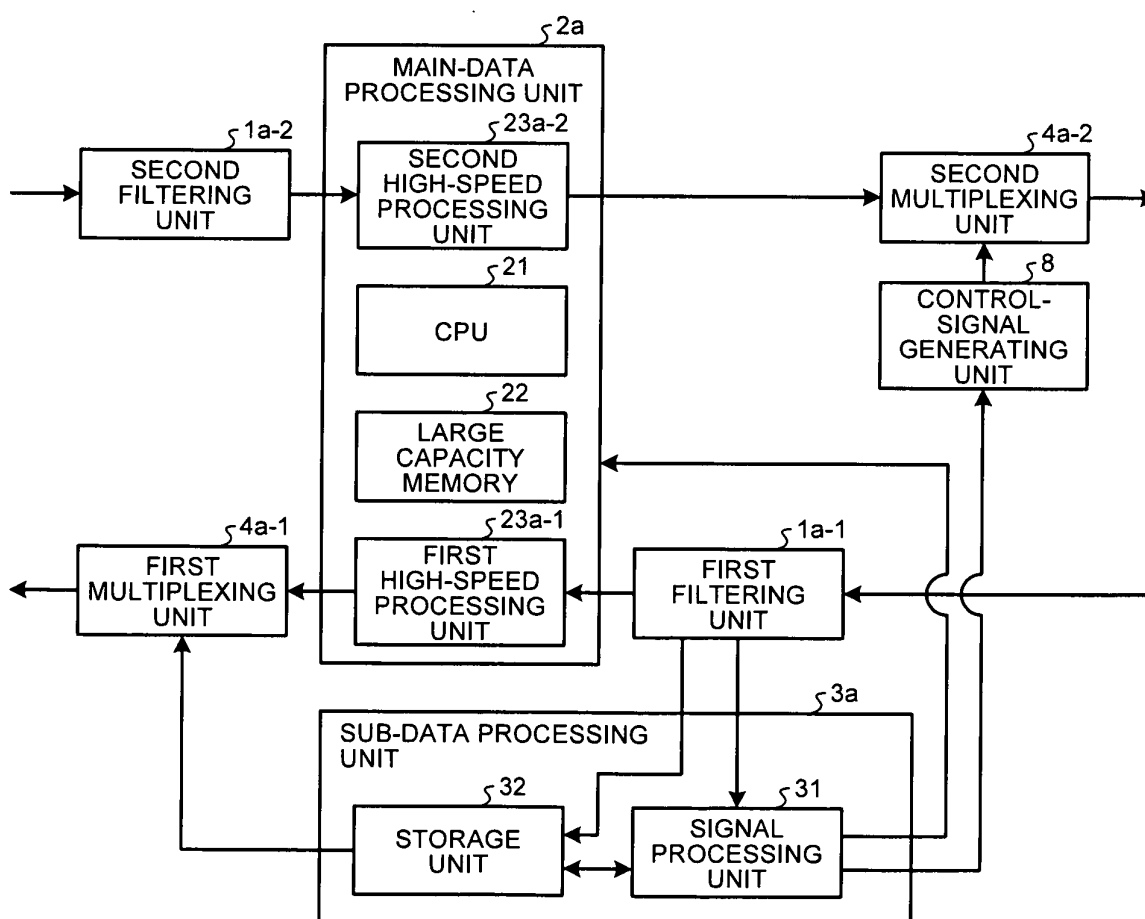 2a
MAIN-DATA
PROCESSING UNIT
1a-2
SECOND
FILTERING
UNIT
23a-2
SECOND
HIGH-SPEED
PROCESSING
UNIT
4a-2
SECOND
MULTIPLEXING
UNIT
21
CPU
8
CONTROL-
SIGNAL
GENERATING
UNIT
22
LARGE
CAPACITY
MEMORY
4a-1
FIRST
MULTIPLEXING
UNIT
23a-1
FIRST
HIGH-SPEED
PROCESSING
UNIT
1a-1
FIRST
FILTERING
UNIT
3a
SUB-DATA PROCESSING
UNIT
32
STORAGE
UNIT
31
SIGNAL
PROCESSING
UNIT